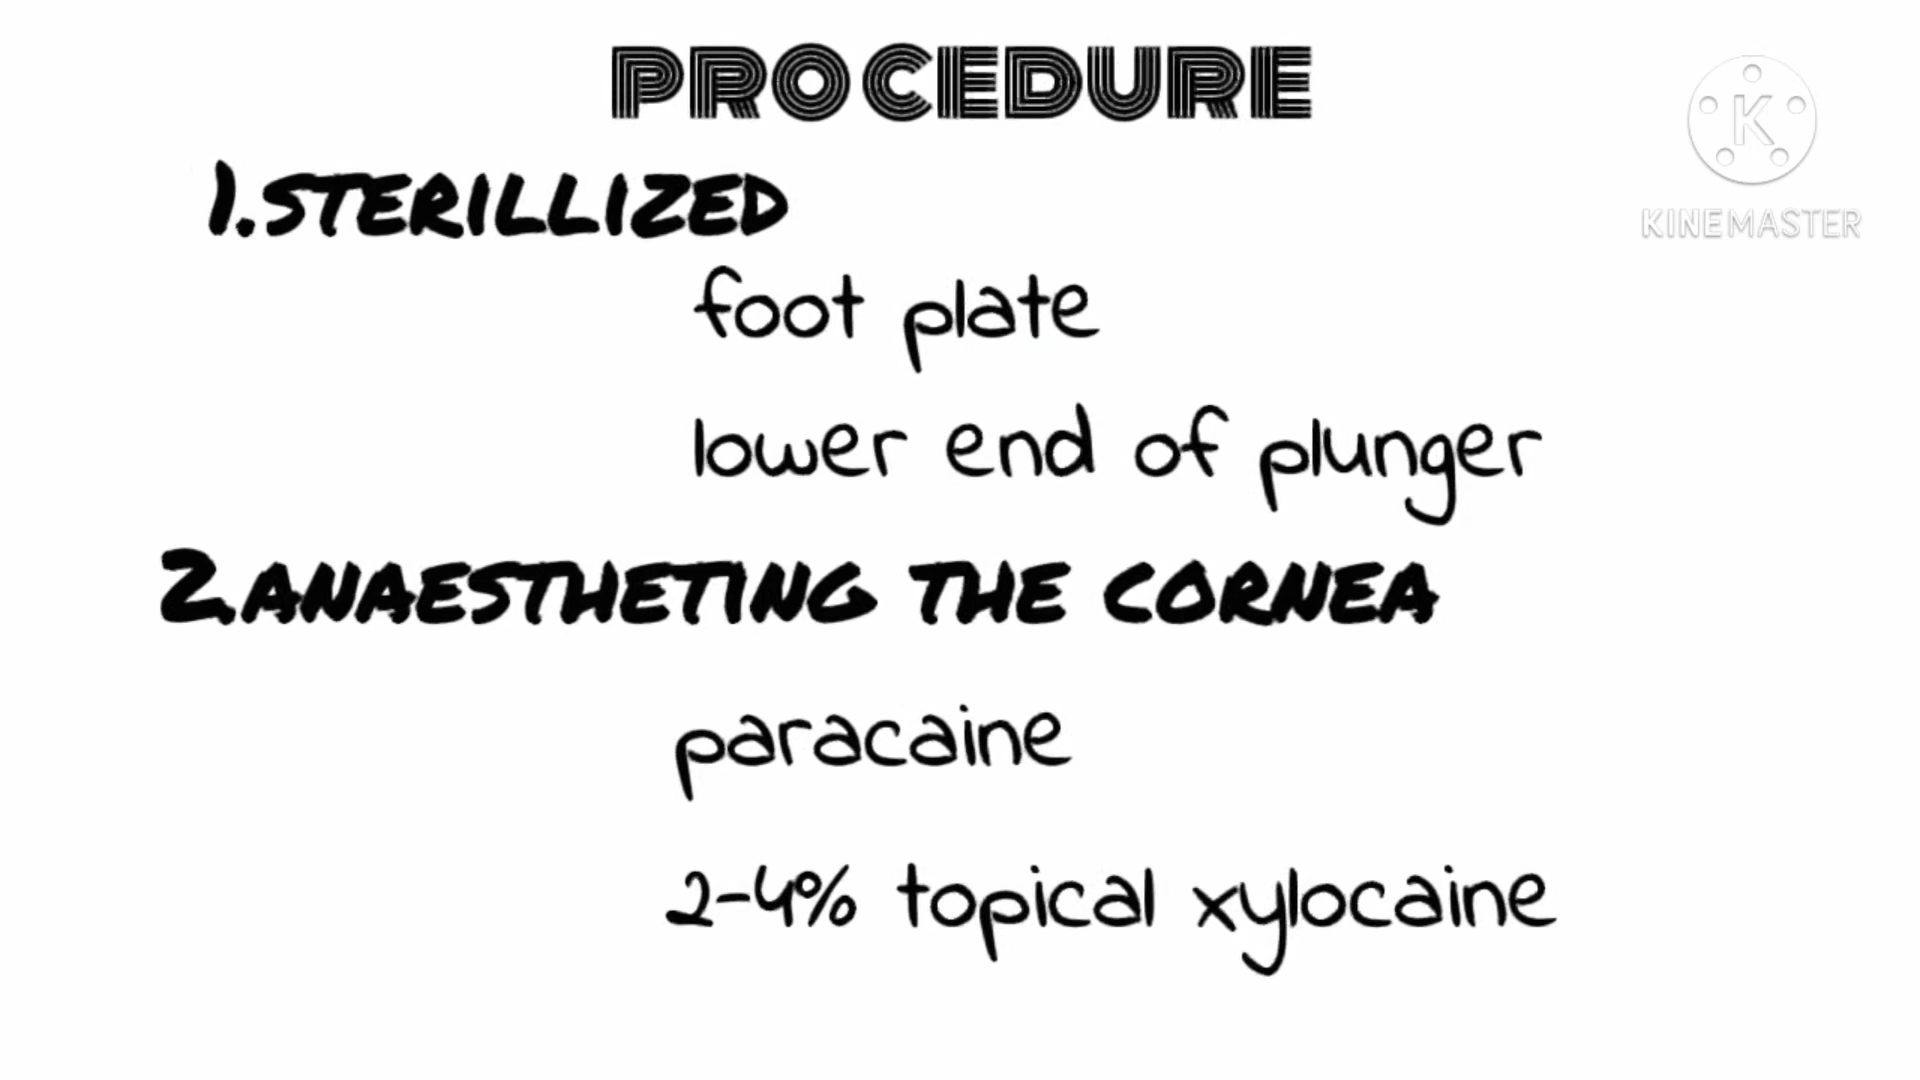 PROCEDURE
1.STERILLIZED
foot plate
lower end of plunger
2.ANAESTHETING THE CORNEA
paracaine
2-4% topical xylocaine
K
KINEMASTER